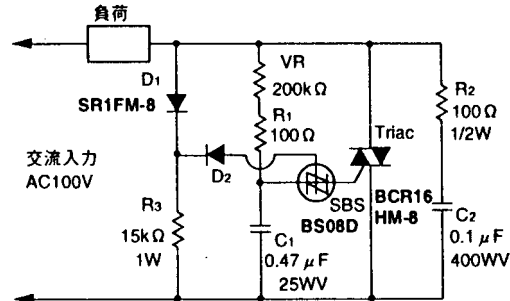 負荷
D₁
SR1FM-8
VR
200kΩ
R₁
100Ω
R₂
100Ω
1/2W
Triac
交流入力
AC100V
D₂
SBS
BS08D
BCR16
HM-8
R₃
15kΩ
1W
C₁
0.47μF
25WV
C₂
0.1μF
400WV